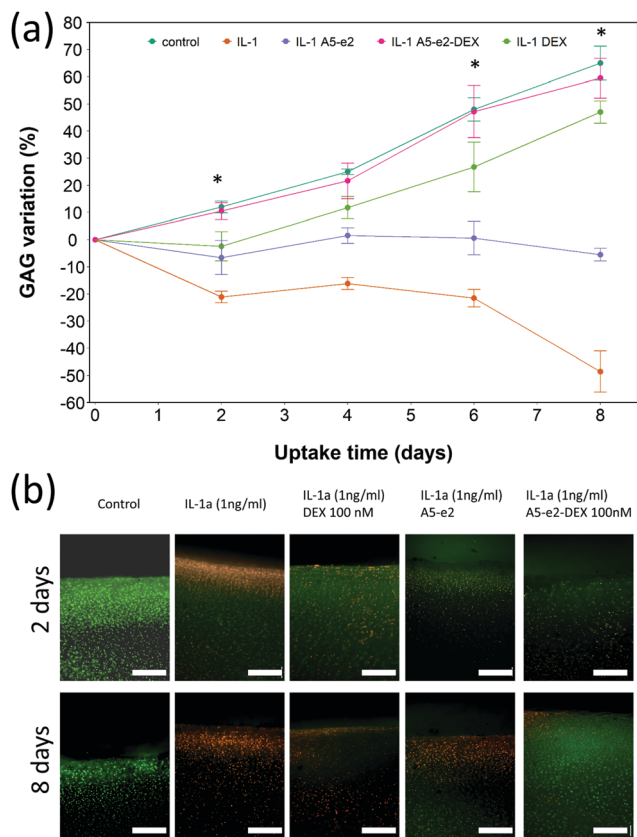 (a)
control IL-1 IL-1 A5-e2 IL-1 A5-e2-DEX IL-1 DEX
80
70
60
50
40
30
20
10
0
-10
-20
-30
-40
-50
-60
GAG variation (%)
* * *
0 1 2 3 4 5 6 7 8
Uptake time (days)
(b)
Control
IL-1a (1ng/ml)
IL-1a (1ng/ml)
DEX 100 nM
IL-1a (1ng/ml)
A5-e2
IL-1a (1ng/ml)
A5-e2-DEX 100nM
2 days
8 days